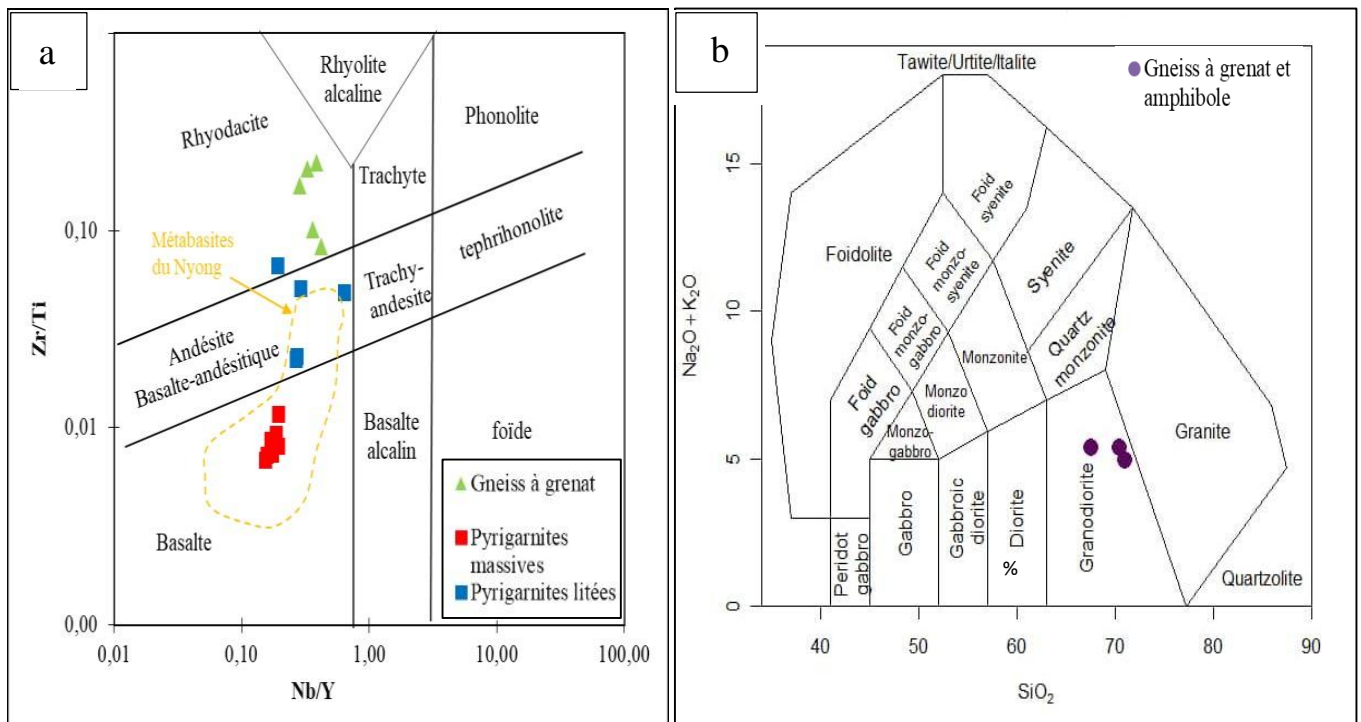 a
Rhyolite
alcaline
Rhyodacite
Phonolite
Trachyte
Métabasites
du Nyong
tephrihonolite
Trachy-
andesite
Andésite
Basalte-andésitique
Basalte
alcalin
foïde
Basalte
Gneiss à grenat
Pyrigarnites
massives
Pyrigarnites litées
Zr/Ti
0,10
0,01
0,00
0,01
0,10
1,00
10,00
100,00
Nb/Y
b
Tawite/Urtite/Italite
Gneiss à grenat et
amphibole
Foid
syenite
Foidolite
Foid
monzo-
syenite
Syenite
Foid
monzo-
gabbro
Quartz
monzonite
Monzonite
Foid
gabbro
Monzo
diorite
Monzo-
gabbro
Granite
Peridot
gabbro
Gabbro
Gabbroic
diorite
Diorite
%
Granodiorite
Quartzolite
Na₂O + K₂O
15
10
5
0
40
50
60
70
80
90
SiO₂